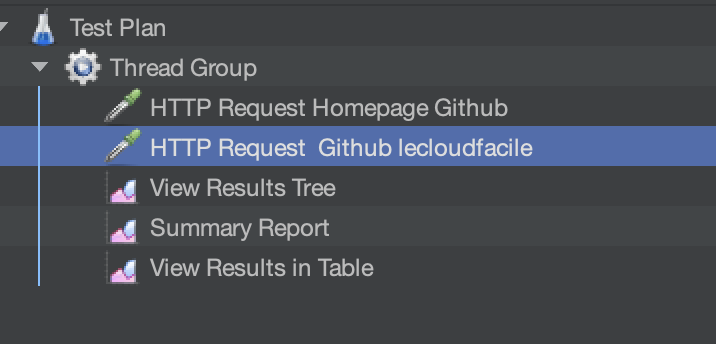 Test Plan
Thread Group
HTTP Request Homepage Github
HTTP Request  Github lecloudfacile
View Results Tree
Summary Report
View Results in Table